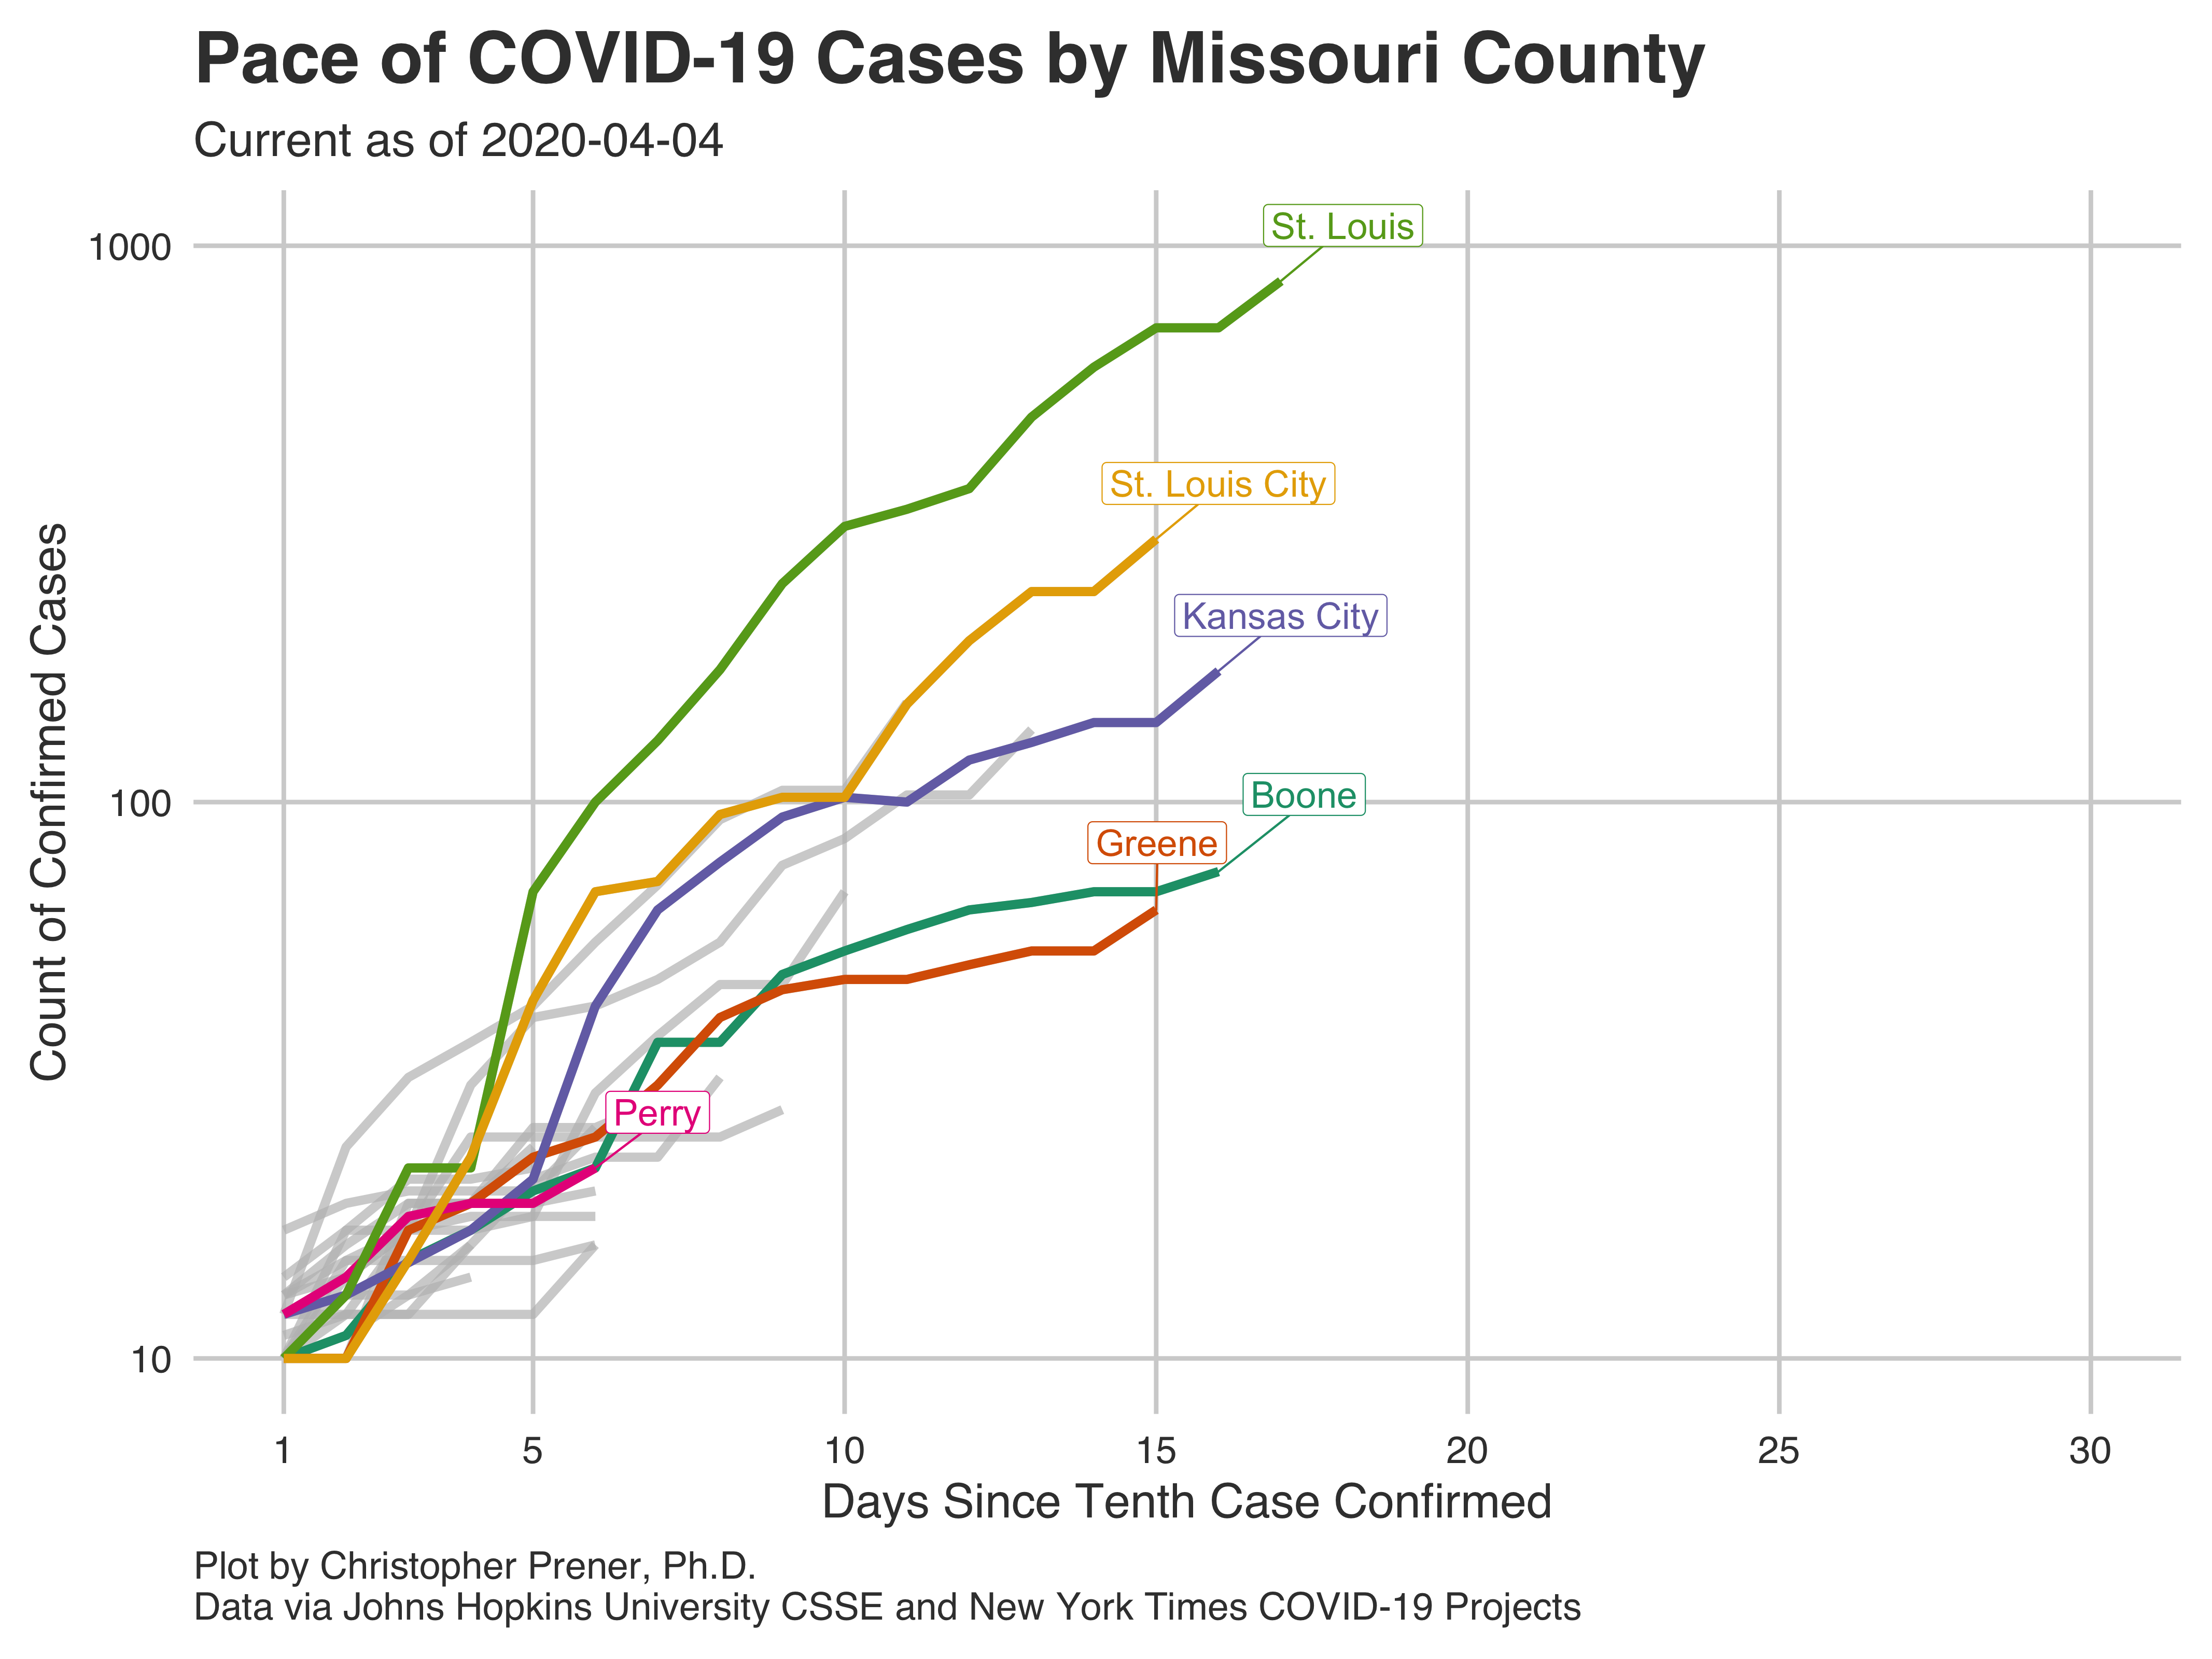 Pace of COVID-19 Cases by Missouri County
Current as of 2020-04-04
Count of Confirmed Cases
1000
100
10
St. Louis
St. Louis City
Kansas City
Boone
Greene
Perry
1 5 10 15 20 25 30
Days Since Tenth Case Confirmed
Plot by Christopher Prener, Ph.D.
Data via Johns Hopkins University CSSE and New York Times COVID-19 Projects